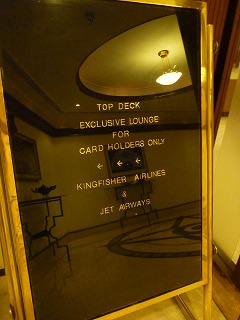 TOP DECK
EXCLUSIVE LOUNGE
FOR
CARD HOLDERS ONLY
← ← ←
KINGFISHER AIRLINES
&
JET AIRWAYS